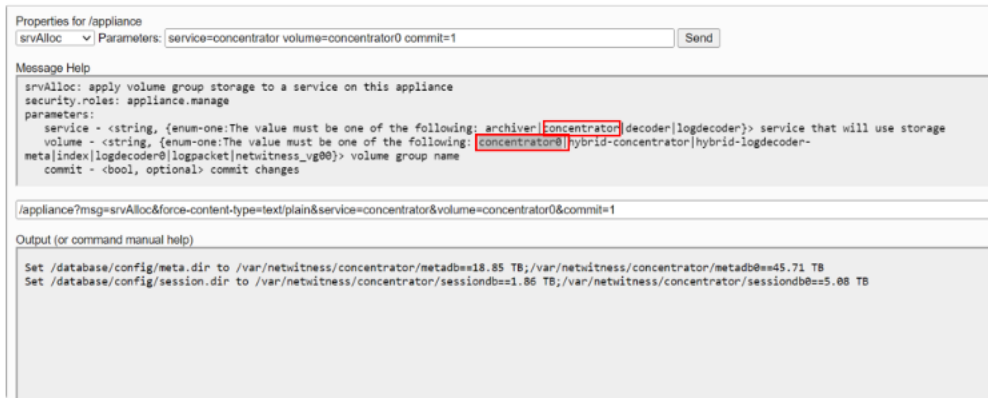 Properties for /appliance
srvAlloc Parameters: service=concentrator volume=concentrator0 commit=1 Send
Message Help
srvAlloc: apply volume group storage to a service on this appliance
security.roles: appliance.manage
parameters:
service - <string, {enum-one:The value must be one of the following: archiver|concentrator|decoder|logdecoder}> service that will use storage
volume - <string, {enum-one:The value must be one of the following: concentrator0|hybrid-concentrator|hybrid-logdecoder-
meta|index|logdecoder0|logpacket|netwitness_vg00}> volume group name
commit - <bool, optional> commit changes
/appliance?msg=srvAlloc&force-content-type=text/plain&service=concentrator&volume=concentrator0&commit=1
Output (or command manual help)
Set /database/config/meta.dir to /var/netwitness/concentrator/metadb==18.85 TB;/var/netwitness/concentrator/metadb0==45.71 TB
Set /database/config/session.dir to /var/netwitness/concentrator/sessiondb==1.86 TB;/var/netwitness/concentrator/sessiondb0==5.08 TB